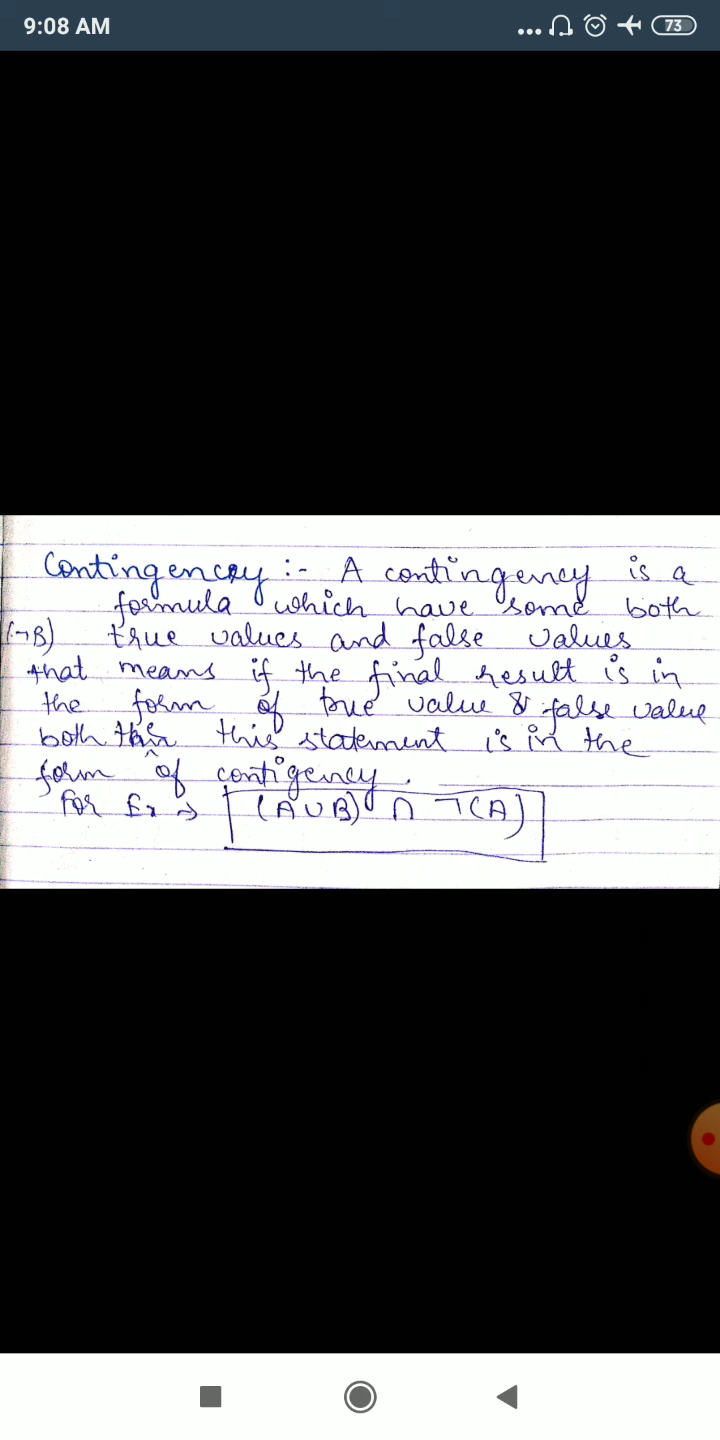 9:08 AM
73
Contingency :- A contingency is a
formula which have some both
(¬B) true values and false values
that means if the final result is in
the form of true value & false value
both this statement is in the
form of contigency.
For Ex → (A ∪ B) ∩ ¬(A)